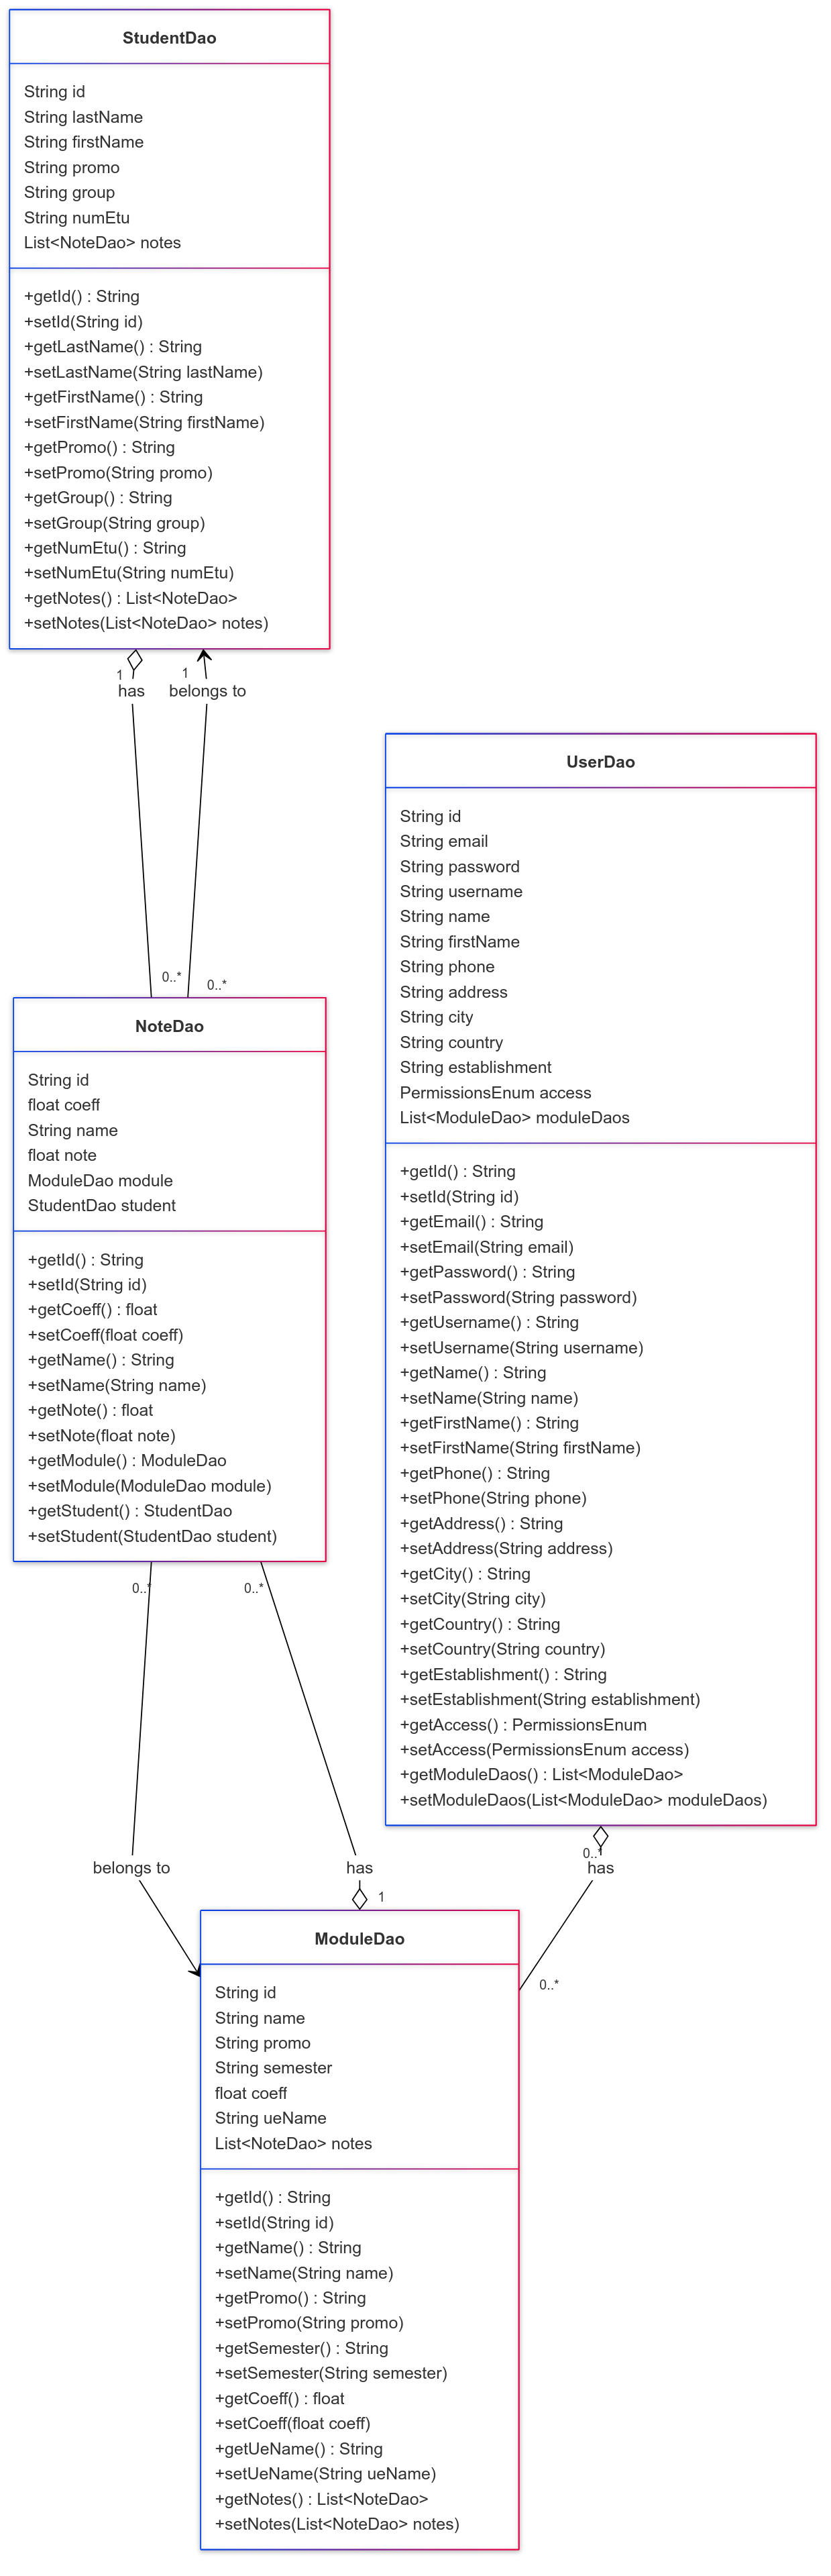 StudentDao
String id
String lastName
String firstName
String promo
String group
String numEtu
List<NoteDao> notes
+getId() : String
+setId(String id)
+getLastName() : String
+setLastName(String lastName)
+getFirstName() : String
+setFirstName(String firstName)
+getPromo() : String
+setPromo(String promo)
+getGroup() : String
+setGroup(String group)
+getNumEtu() : String
+setNumEtu(String numEtu)
+getNotes() : List<NoteDao>
+setNotes(List<NoteDao> notes)
1
1
has
belongs to
0..*
0..*
UserDao
String id
String email
String password
String username
String name
String firstName
String phone
String address
String city
String country
String establishment
PermissionsEnum access
List<ModuleDao> moduleDaos
+getId() : String
+setId(String id)
+getEmail() : String
+setEmail(String email)
+getPassword() : String
+setPassword(String password)
+getUsername() : String
+setUsername(String username)
+getName() : String
+setName(String name)
+getFirstName() : String
+setFirstName(String firstName)
+getPhone() : String
+setPhone(String phone)
+getAddress() : String
+setAddress(String address)
+getCity() : String
+setCity(String city)
+getCountry() : String
+setCountry(String country)
+getEstablishment() : String
+setEstablishment(String establishment)
+getAccess() : PermissionsEnum
+setAccess(PermissionsEnum access)
+getModuleDaos() : List<ModuleDao>
+setModuleDaos(List<ModuleDao> moduleDaos)
NoteDao
String id
float coeff
String name
float note
ModuleDao module
StudentDao student
+getId() : String
+setId(String id)
+getCoeff() : float
+setCoeff(float coeff)
+getName() : String
+setName(String name)
+getNote() : float
+setNote(float note)
+getModule() : ModuleDao
+setModule(ModuleDao module)
+getStudent() : StudentDao
+setStudent(StudentDao student)
0..*
0..*
belongs to
has
has
1
0..*
ModuleDao
String id
String name
String promo
String semester
float coeff
String ueName
List<NoteDao> notes
+getId() : String
+setId(String id)
+getName() : String
+setName(String name)
+getPromo() : String
+setPromo(String promo)
+getSemester() : String
+setSemester(String semester)
+getCoeff() : float
+setCoeff(float coeff)
+getUeName() : String
+setUeName(String ueName)
+getNotes() : List<NoteDao>
+setNotes(List<NoteDao> notes)